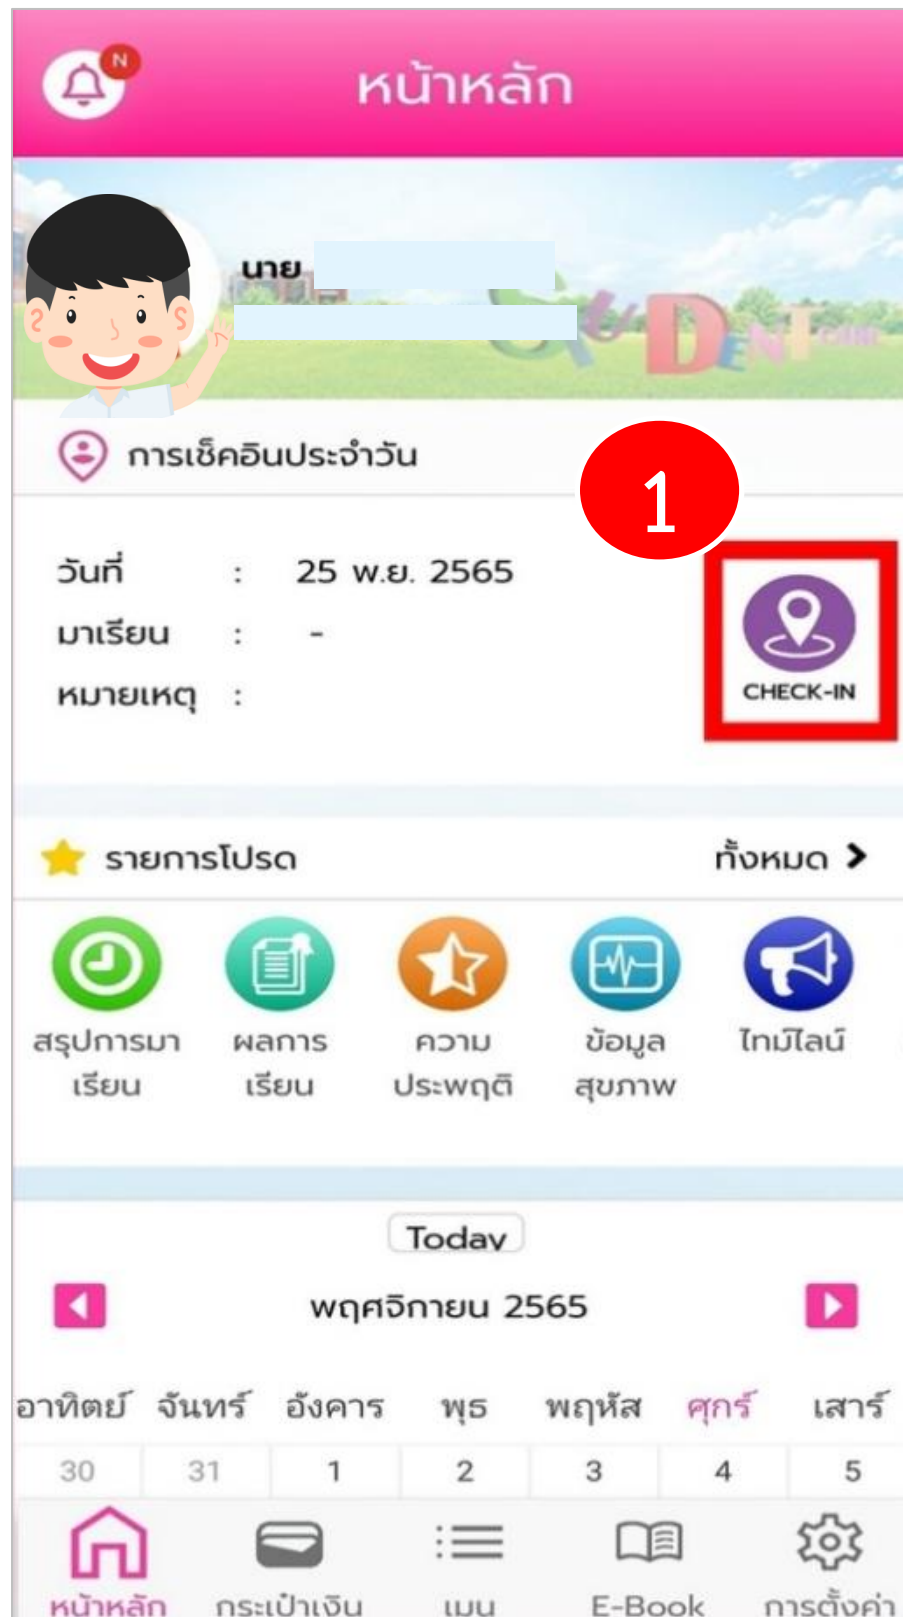 N
หน้าหลัก
นาย
STUDENT CARE
การเช็คอินประจำวัน
1
วันที่ : 25 พ.ย. 2565
มาเรียน : -
หมายเหตุ :
CHECK-IN
รายการโปรด ทั้งหมด
สรุปการมา ผลการ ความ ข้อมูล ไทม์ไลน์
เรียน เรียน ประพฤติ สุขภาพ
Today
พฤศจิกายน 2565
อาทิตย์ จันทร์ อังคาร พุธ พฤหัส ศุกร์ เสาร์
30 31 1 2 3 4 5
หน้าหลัก กระเป๋าเงิน เมนู E-Book การตั้งค่า